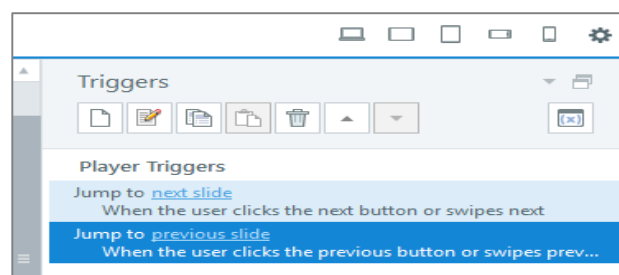 Triggers
(x)
Player Triggers
Jump to next slide
When the user clicks the next button or swipes next
Jump to previous slide
When the user clicks the previous button or swipes prev...